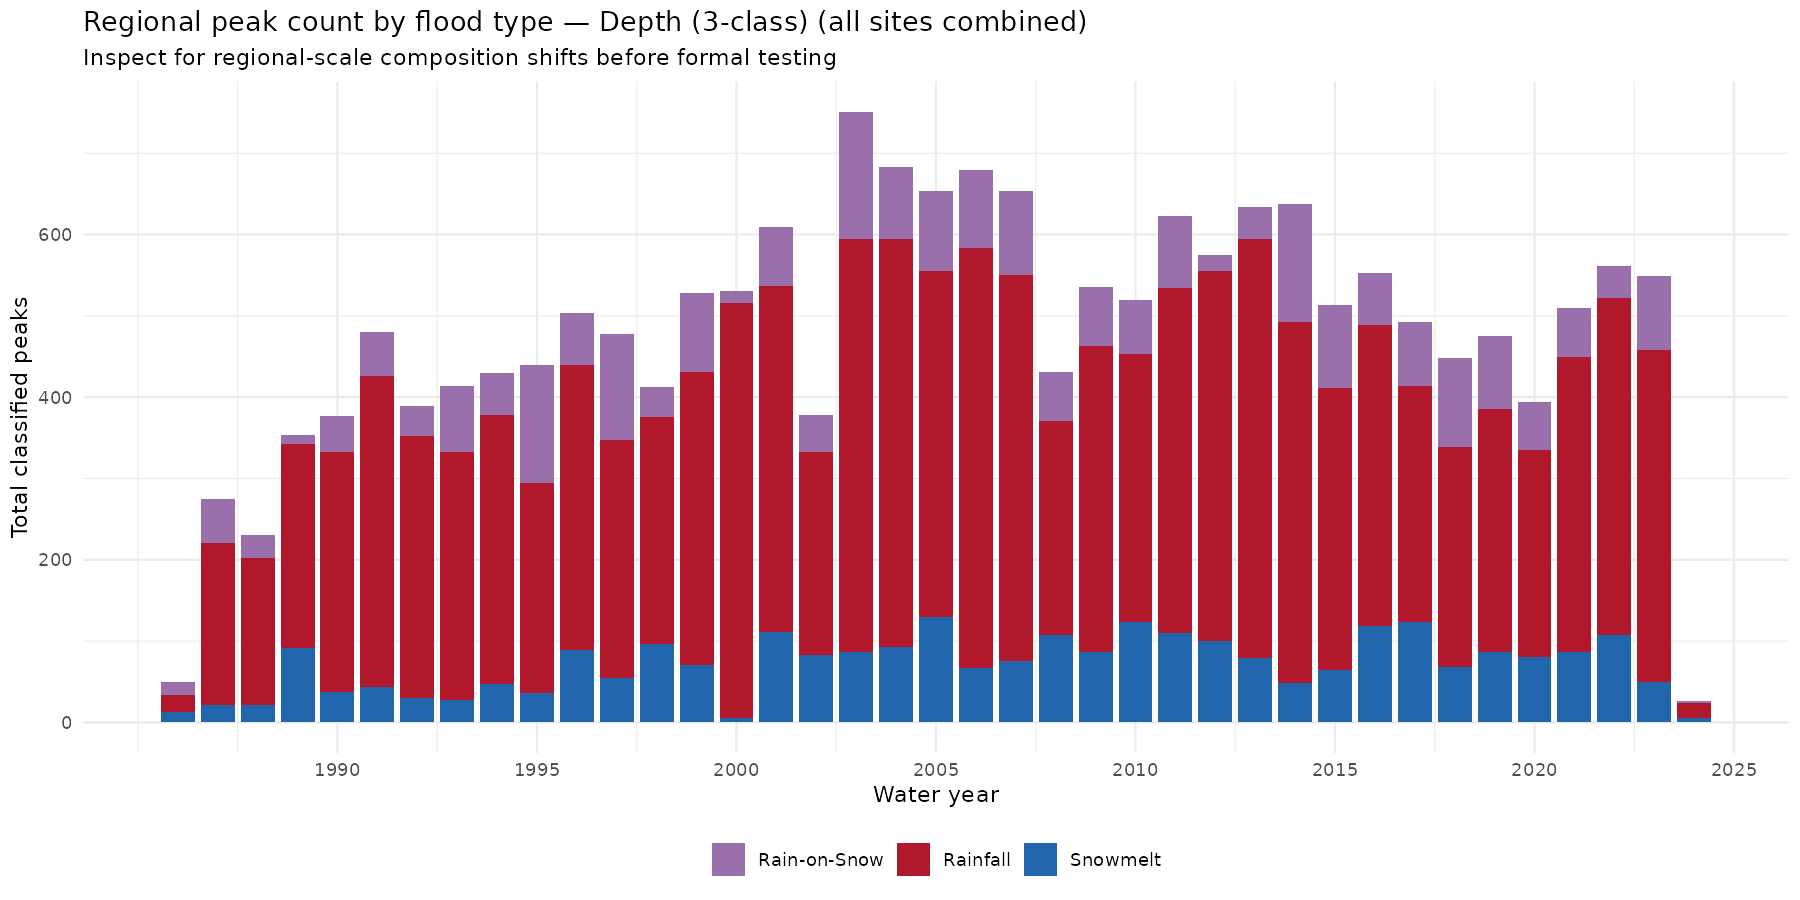 Regional peak count by flood type — Depth (3-class) (all sites combined)
Inspect for regional-scale composition shifts before formal testing
Total classified peaks
600
400
200
0
1990 1995 2000 2005 2010 2015 2020 2025
Water year
Rain-on-Snow Rainfall Snowmelt